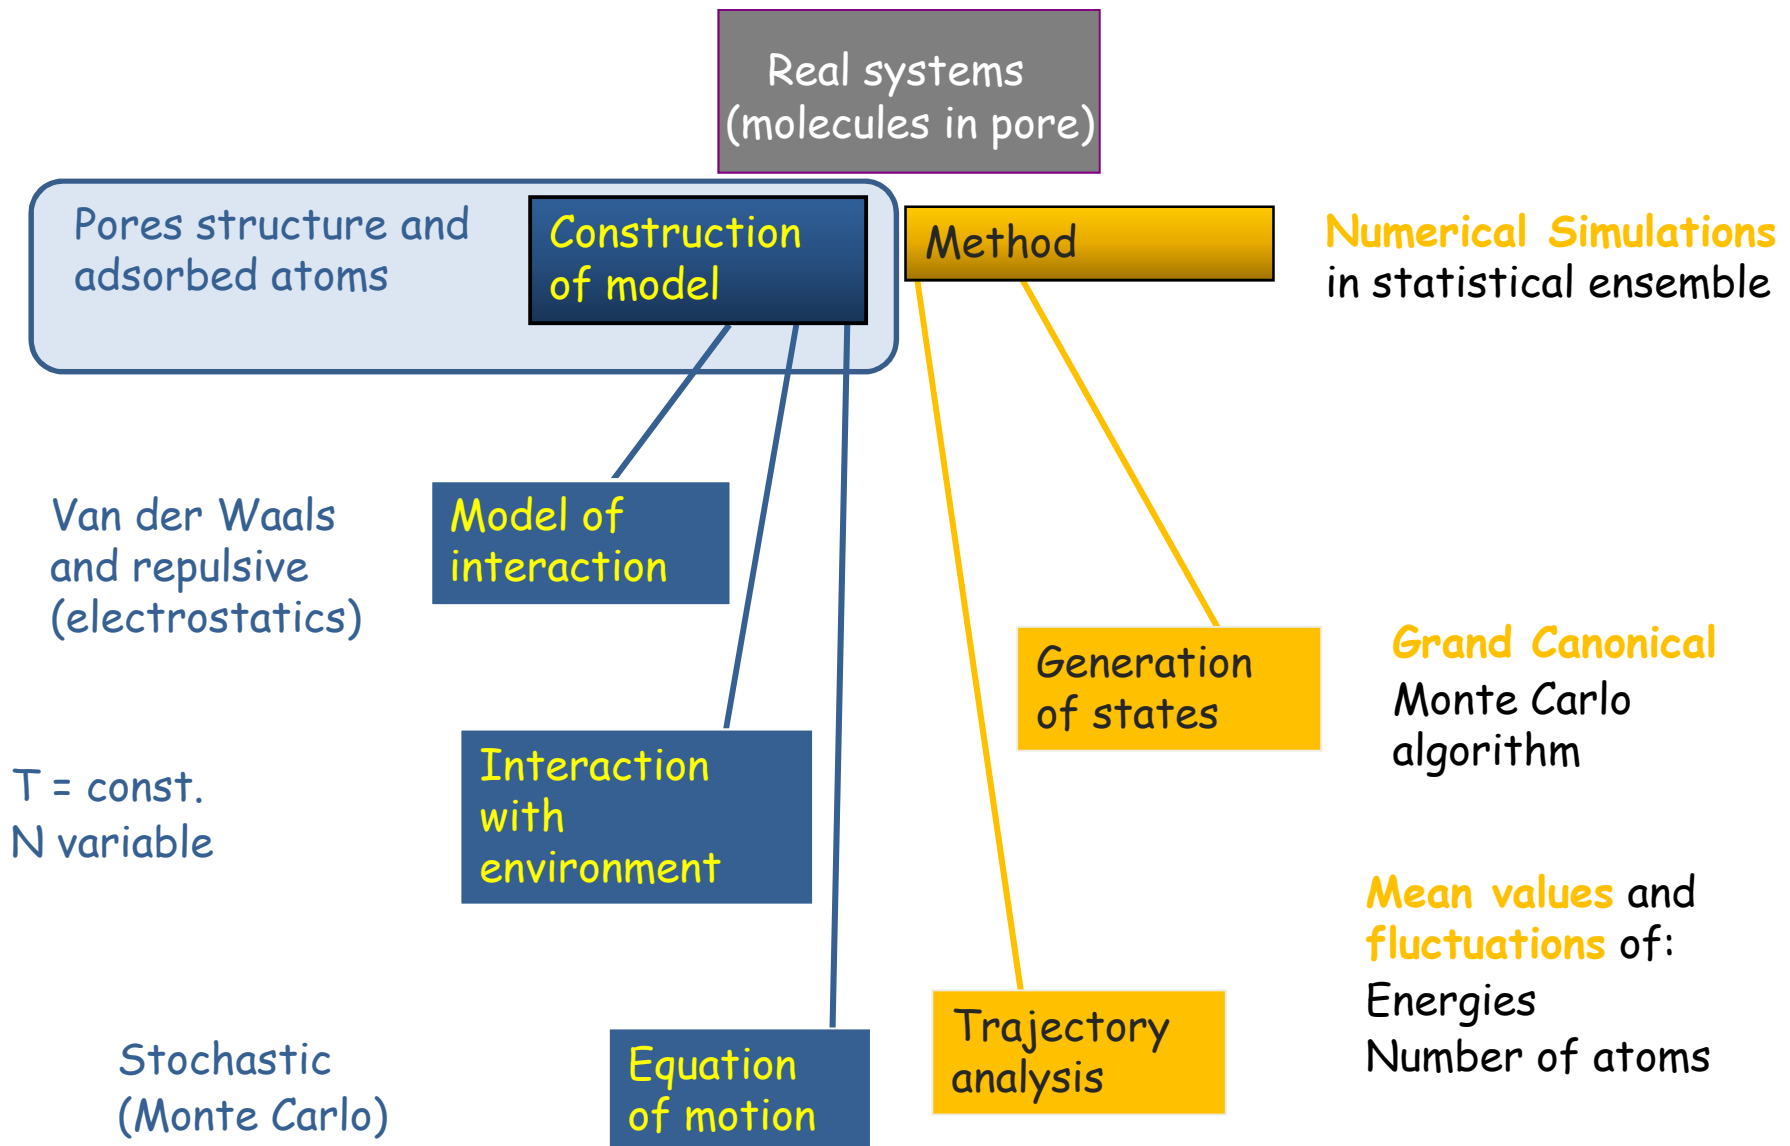 Real systems
(molecules in pore)
Pores structure and
adsorbed atoms
Construction
of model
Method
Numerical Simulations
in statistical ensemble
Van der Waals
and repulsive
(electrostatics)
Model of
interaction
Generation
of states
Grand Canonical
Monte Carlo
algorithm
T = const.
N variable
Interaction
with
environment
Mean values and
fluctuations of:
Energies
Number of atoms
Trajectory
analysis
Stochastic
(Monte Carlo)
Equation
of motion